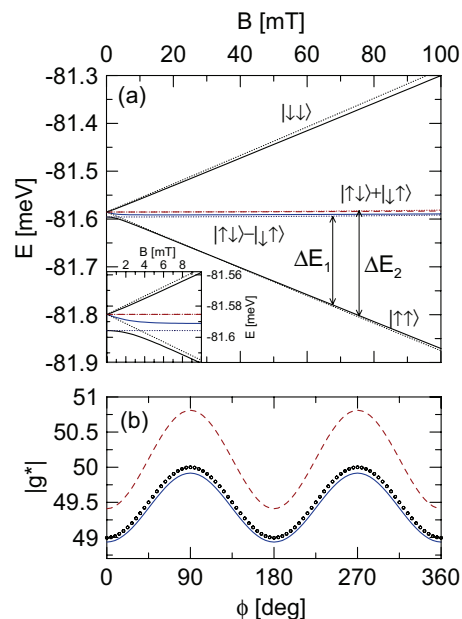 B [mT]
0 20 40 60 80 100
-81.3
-81.4
-81.5
-81.6
-81.7
-81.8
-81.9
E [meV]
(a)
|↓↓⟩
|↑↓⟩+|↓↑⟩
|↑↓⟩-|↓↑⟩
ΔE₁
ΔE₂
|↑↑⟩
B [mT]
2 4 6 8
-81.56
-81.58
-81.6
E [meV]
(b)
51
50.5
50
49.5
49
|g*|
0 90 180 270 360
ϕ [deg]